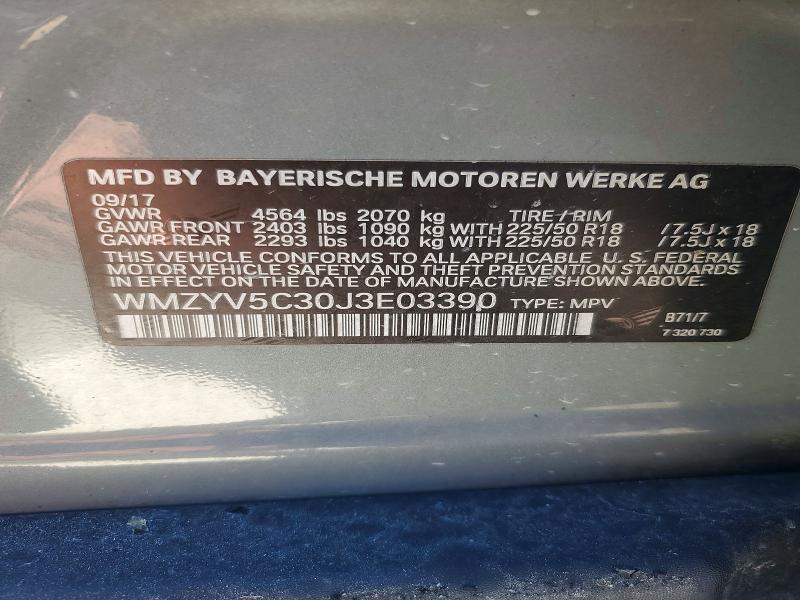 MFD BY BAYERISCHE MOTOREN WERKE AG
09/17
GVWR 4564 lbs 2070 kg TIRE / RIM
GAWR FRONT 2403 lbs 1090 kg WITH 225/50 R18 /7.5J x 18
GAWR REAR 2293 lbs 1040 kg WITH 225/50 R18 /7.5J x 18
THIS VEHICLE CONFORMS TO ALL APPLICABLE U. S. FEDERAL
MOTOR VEHICLE SAFETY AND THEFT PREVENTION STANDARDS
IN EFFECT ON THE DATE OF MANUFACTURE SHOWN ABOVE
WMZYV5C30J3E03390 TYPE: MPV
B71/7
7 320 730